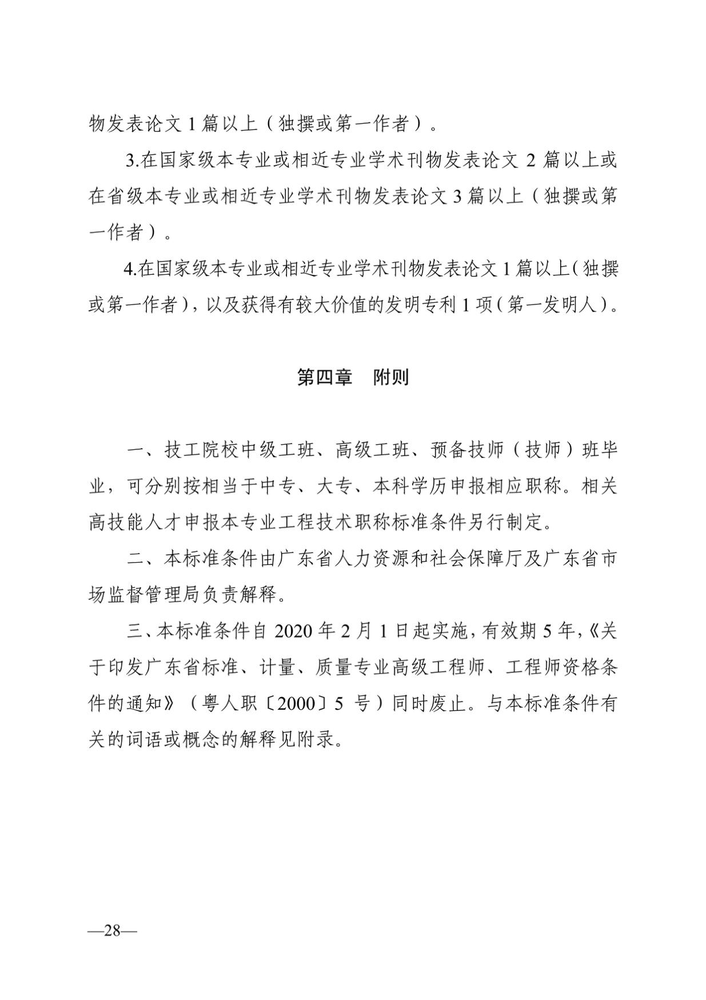 物发表论文 1 篇以上（独撰或第一作者）。
3.在国家级本专业或相近专业学术刊物发表论文 2 篇以上或
在省级本专业或相近专业学术刊物发表论文 3 篇以上（独撰或第
一作者）。
4.在国家级本专业或相近专业学术刊物发表论文 1 篇以上（独撰
或第一作者），以及获得有较大价值的发明专利 1 项（第一发明人）。
第四章　附则
一、技工院校中级工班、高级工班、预备技师（技师）班毕
业，可分别按相当于中专、大专、本科学历申报相应职称。相关
高技能人才申报本专业工程技术职称标准条件另行制定。
二、本标准条件由广东省人力资源和社会保障厅及广东省市
场监督管理局负责解释。
三、本标准条件自 2020 年 2 月 1 日起实施，有效期 5 年，《关
于印发广东省标准、计量、质量专业高级工程师、工程师资格条
件的通知》（粤人职〔2000〕5 号）同时废止。与本标准条件有
关的词语或概念的解释见附录。
—28—